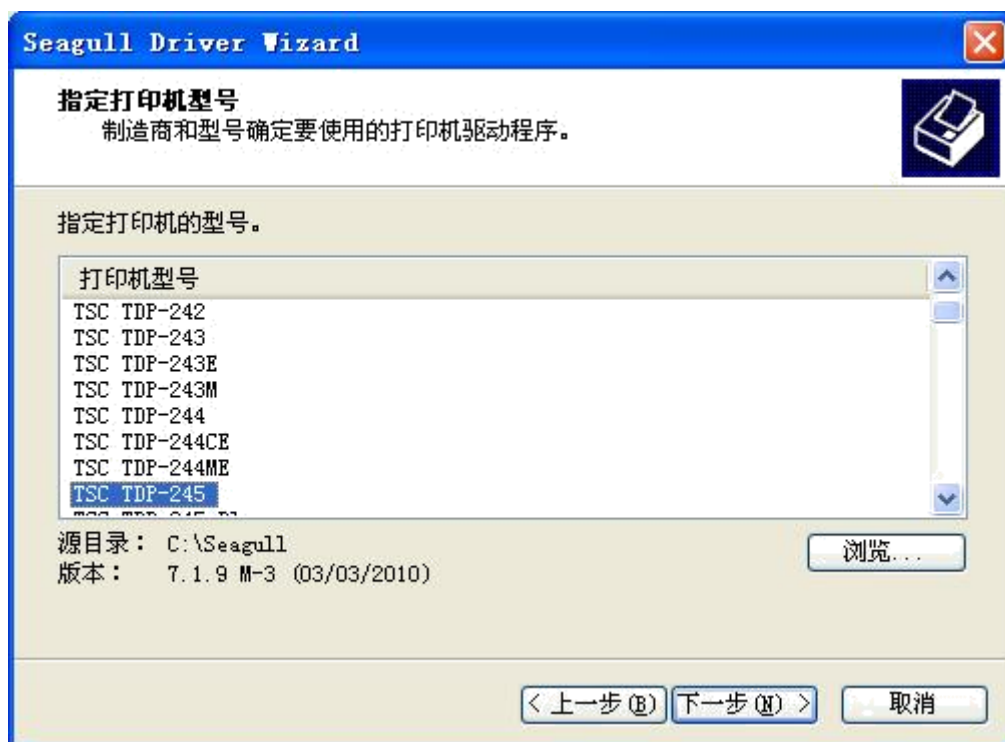 Seagull Driver Wizard
指定打印机型号
制造商和型号确定要使用的打印机驱动程序。
指定打印机的型号。
打印机型号
TSC TDP-242
TSC TDP-243
TSC TDP-243E
TSC TDP-243M
TSC TDP-244
TSC TDP-244CE
TSC TDP-244ME
TSC TDP-245
源目录： C:\Seagull
浏览...
版本： 7.1.9 M-3 (03/03/2010)
< 上一步(B) 下一步(N) > 取消